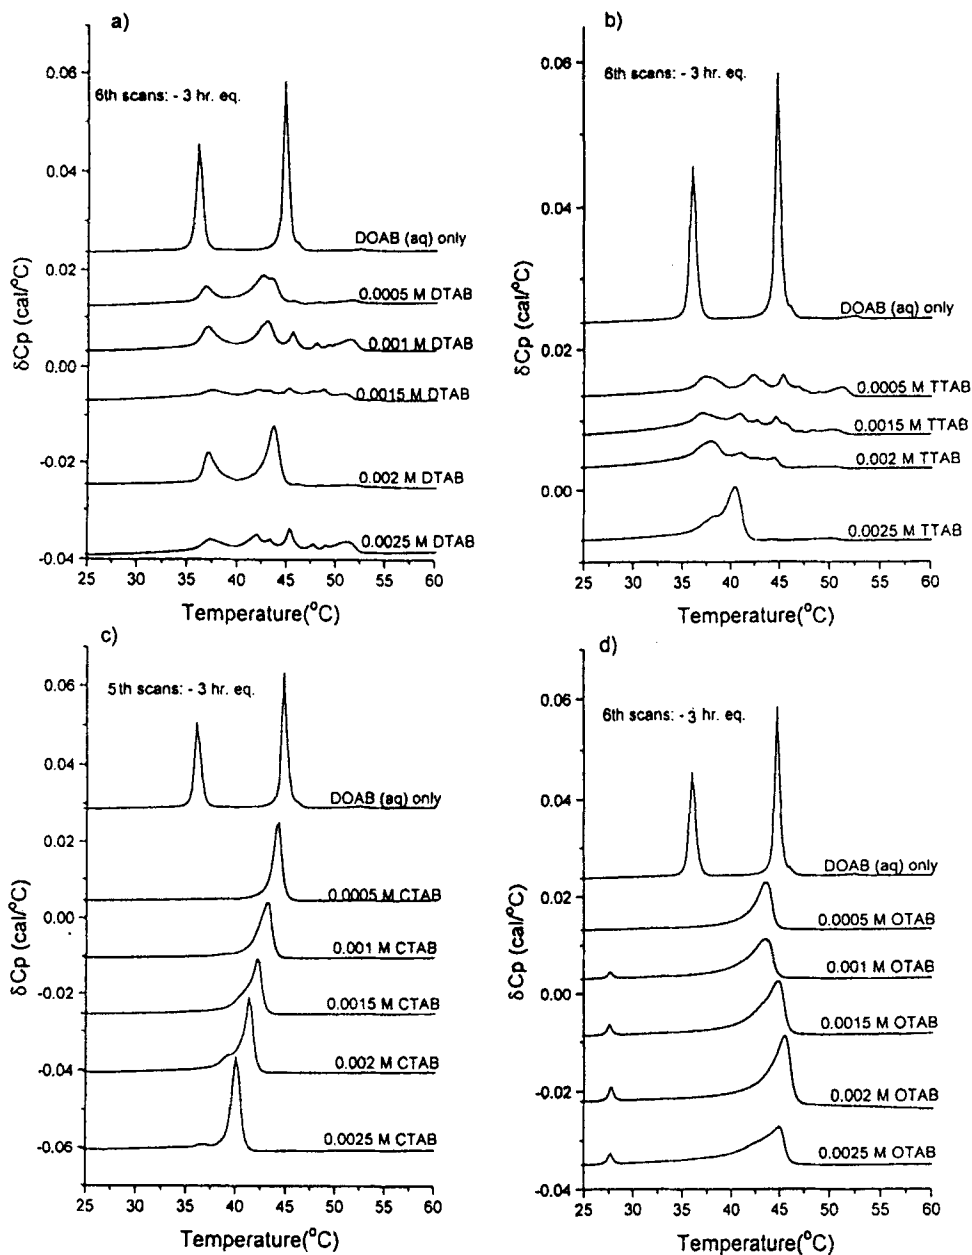 a)
6th scans: - 3 hr. eq.
DOAB (aq) only
0.0005 M DTAB
0.001 M DTAB
0.0015 M DTAB
0.002 M DTAB
0.0025 M DTAB
0.06
0.04
0.02
0.00
-0.02
-0.04
δCp (cal/°C)
25 30 35 40 45 50 55 60
Temperature(°C)
b)
6th scans: - 3 hr. eq.
DOAB (aq) only
0.0005 M TTAB
0.0015 M TTAB
0.002 M TTAB
0.0025 M TTAB
0.06
0.04
0.02
0.00
δCp (cal/°C)
25 30 35 40 45 50 55 60
Temperature(°C)
c)
5th scans: - 3 hr. eq.
DOAB (aq) only
0.0005 M CTAB
0.001 M CTAB
0.0015 M CTAB
0.002 M CTAB
0.0025 M CTAB
0.06
0.04
0.02
0.00
-0.02
-0.04
-0.06
δCp (cal/°C)
25 30 35 40 45 50 55 60
Temperature(°C)
d)
6th scans: - 3 hr. eq.
DOAB (aq) only
0.0005 M OTAB
0.001 M OTAB
0.0015 M OTAB
0.002 M OTAB
0.0025 M OTAB
0.06
0.04
0.02
0.00
-0.02
-0.04
δCp (cal/°C)
25 30 35 40 45 50 55 60
Temperature(°C)